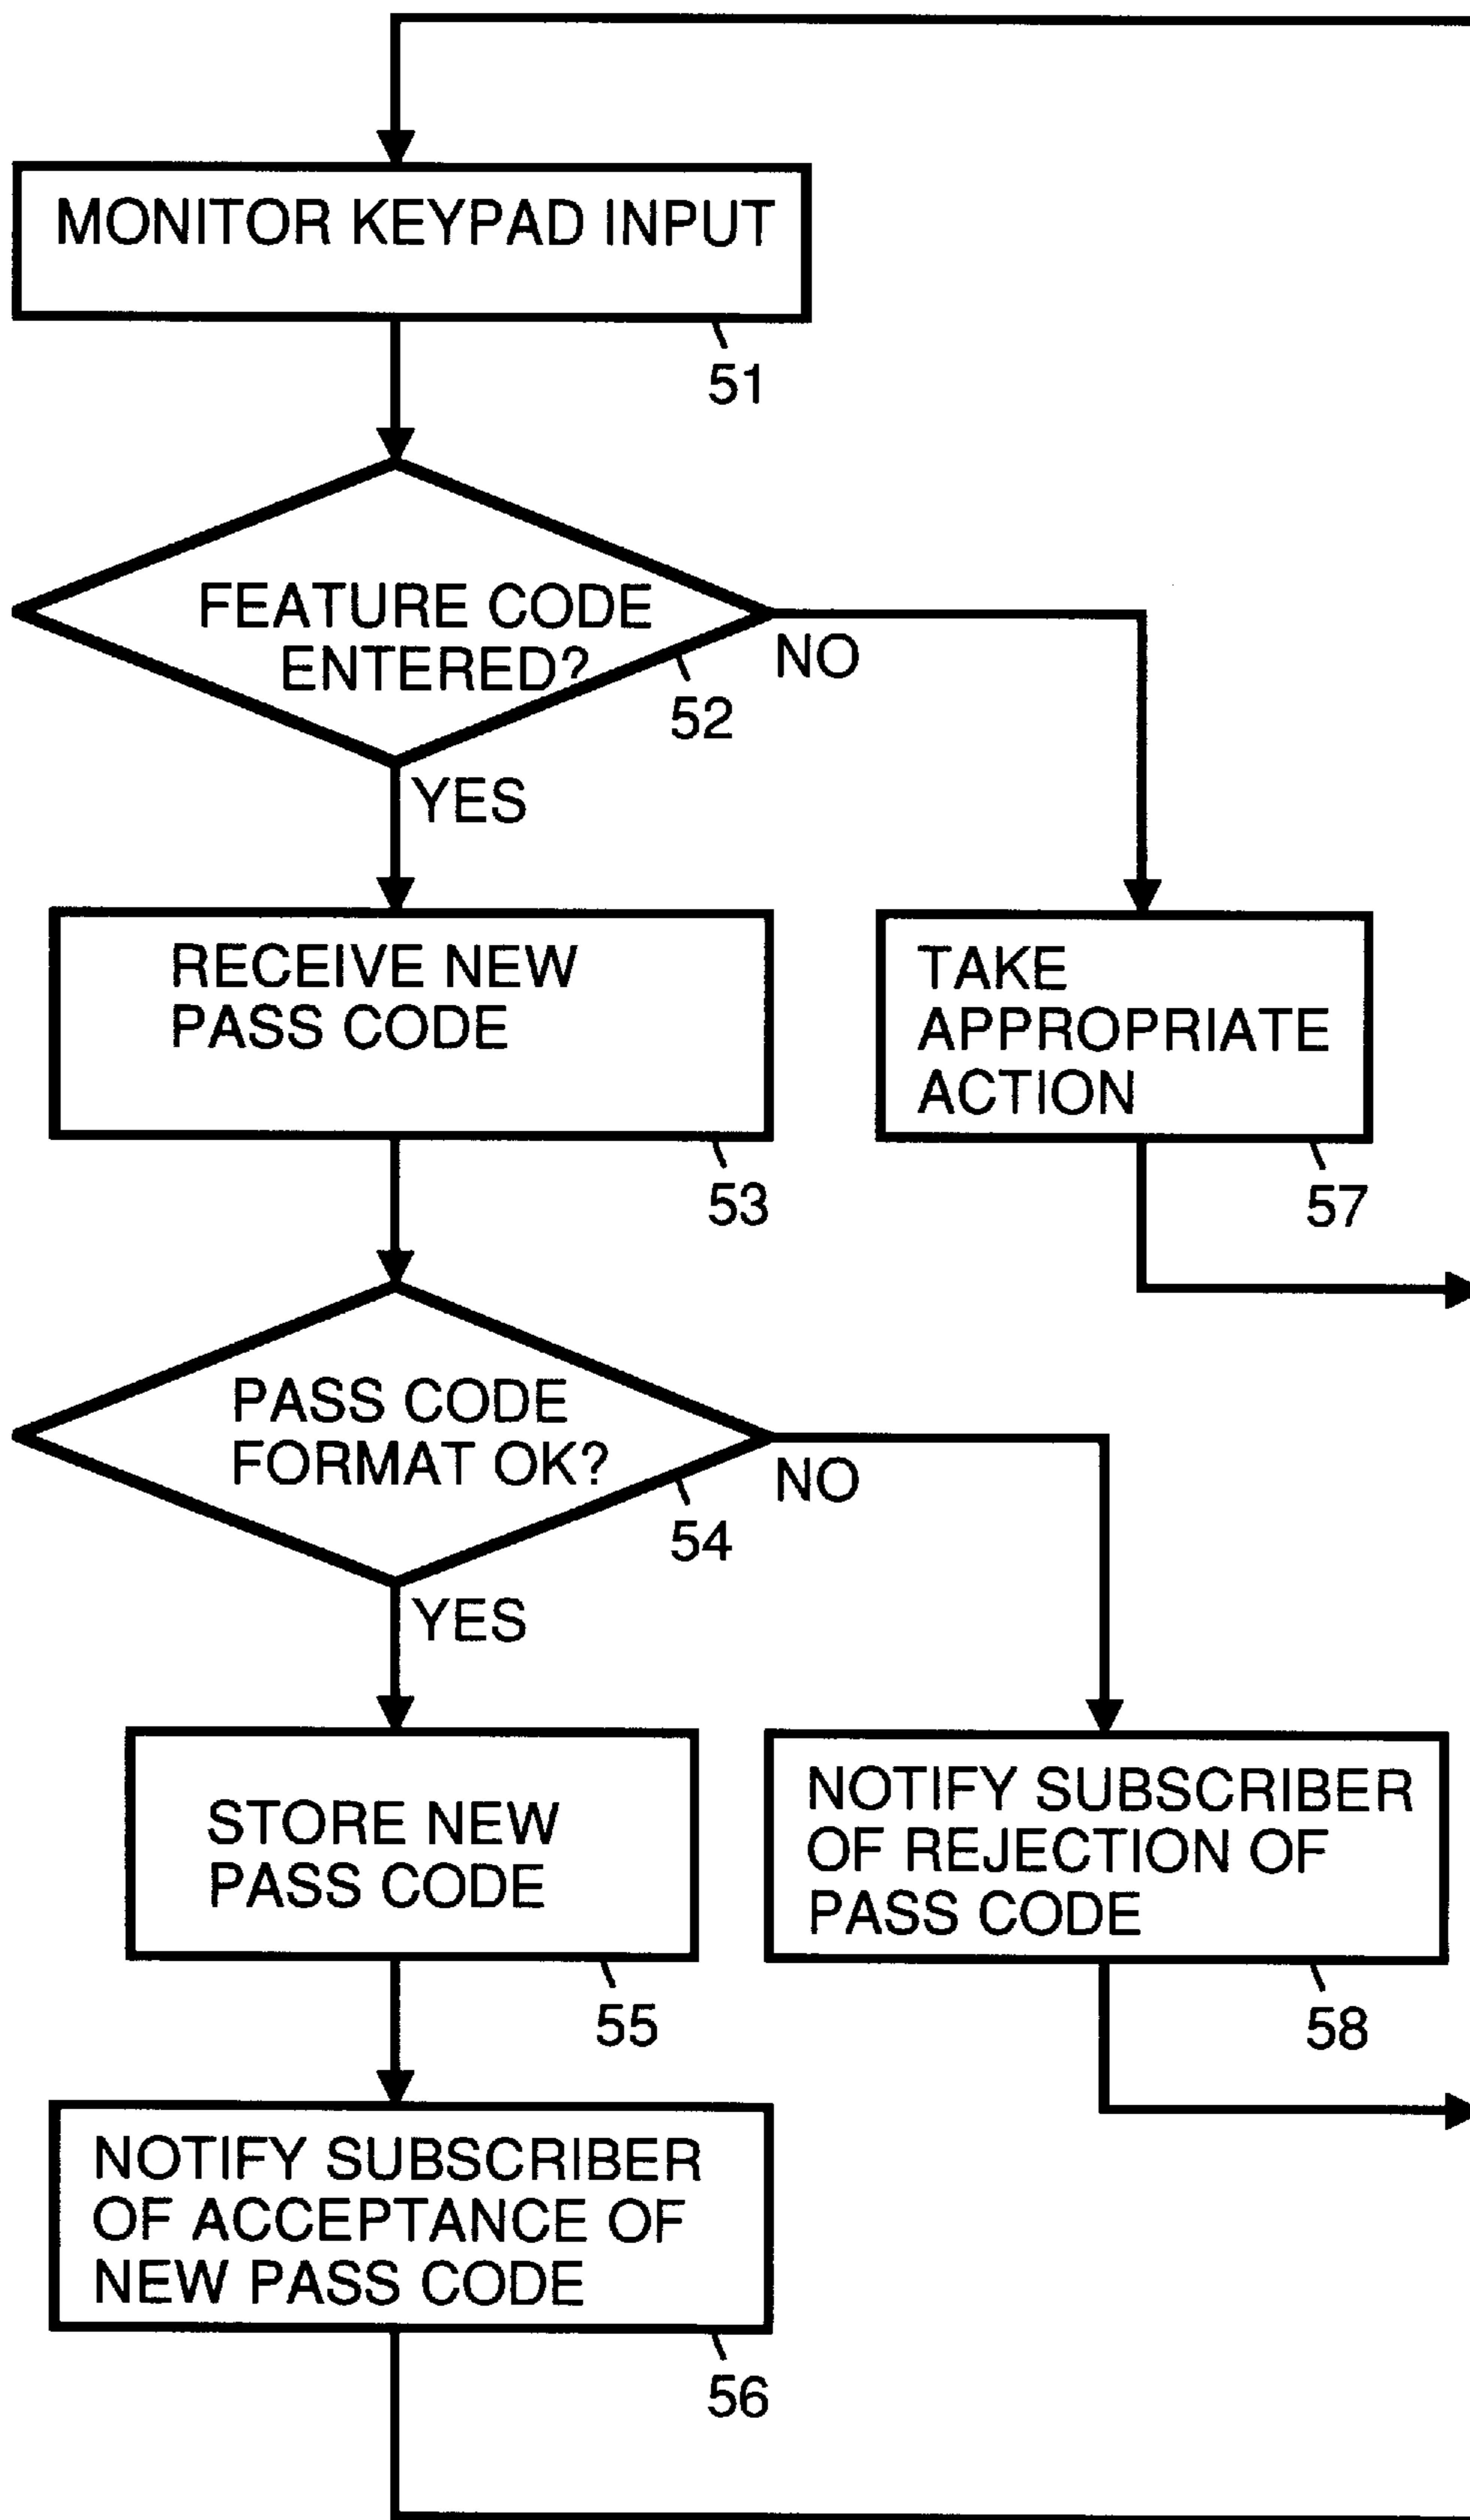 MONITOR KEYPAD INPUT
51
FEATURE CODE
ENTERED?
NO
52
YES
RECEIVE NEW
PASS CODE
53
TAKE
APPROPRIATE
ACTION
57
PASS CODE
FORMAT OK?
NO
54
YES
STORE NEW
PASS CODE
55
NOTIFY SUBSCRIBER
OF REJECTION OF
PASS CODE
58
NOTIFY SUBSCRIBER
OF ACCEPTANCE OF
NEW PASS CODE
56